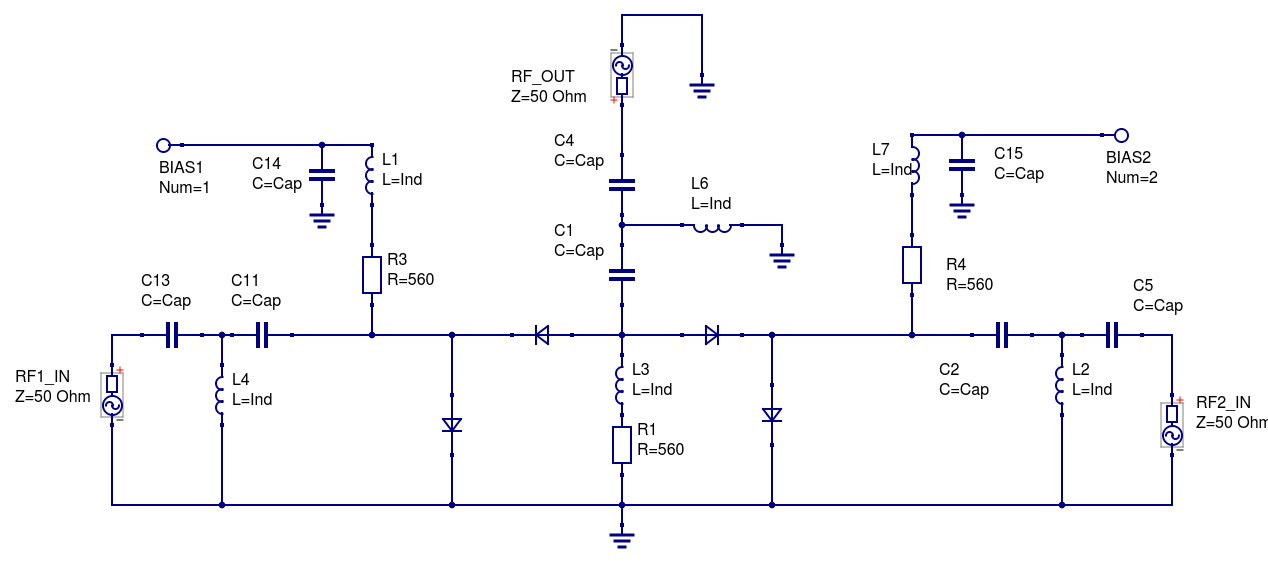 RF_OUT
Z=50 Ohm
C4
C=Cap
BIAS1
Num=1
C14
C=Cap
L1
L=Ind
L6
L=Ind
L7
L=Ind
C15
C=Cap
BIAS2
Num=2
C1
C=Cap
R3
R=560
R4
R=560
C13
C=Cap
C11
C=Cap
C5
C=Cap
RF1_IN
Z=50 Ohm
L4
L=Ind
L3
L=Ind
C2
C=Cap
L2
L=Ind
RF2_IN
Z=50 Ohm
R1
R=560